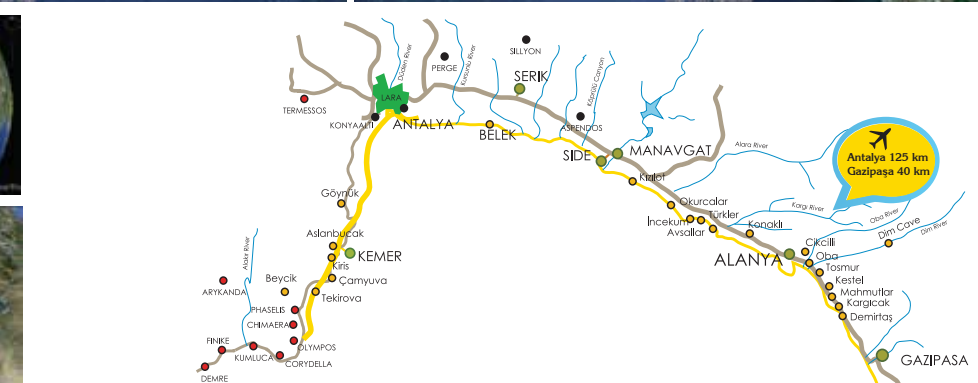 SILLYON
PERGE
Düden River
Kursunlu River
SERIK
Köprülü Canyon
TERMESSOS
LARA
KONYAALTI
ANTALYA
BELEK
ASPENDOS
SIDE
MANAVGAT
Alara River
Antalya 125 km
Gazipaşa 40 km
Kızılot
Göynük
Okurcalar
Kargı River
İncekum
Türkler
Avsallar
Konaklı
Oba River
Dim Cave
Dim River
Aslanbucak
KEMER
Kiris
Çamyuva
Alakır River
Beycik
Tekirova
ARYKANDA
PHASELIS
CHIMAERA
OLYMPOS
FINIKE
KUMLUCA
CORYDELLA
DEMRE
ALANYA
Cikcilli
Oba
Tosmur
Kestel
Mahmutlar
Kargıcak
Demirtaş
GAZIPASA